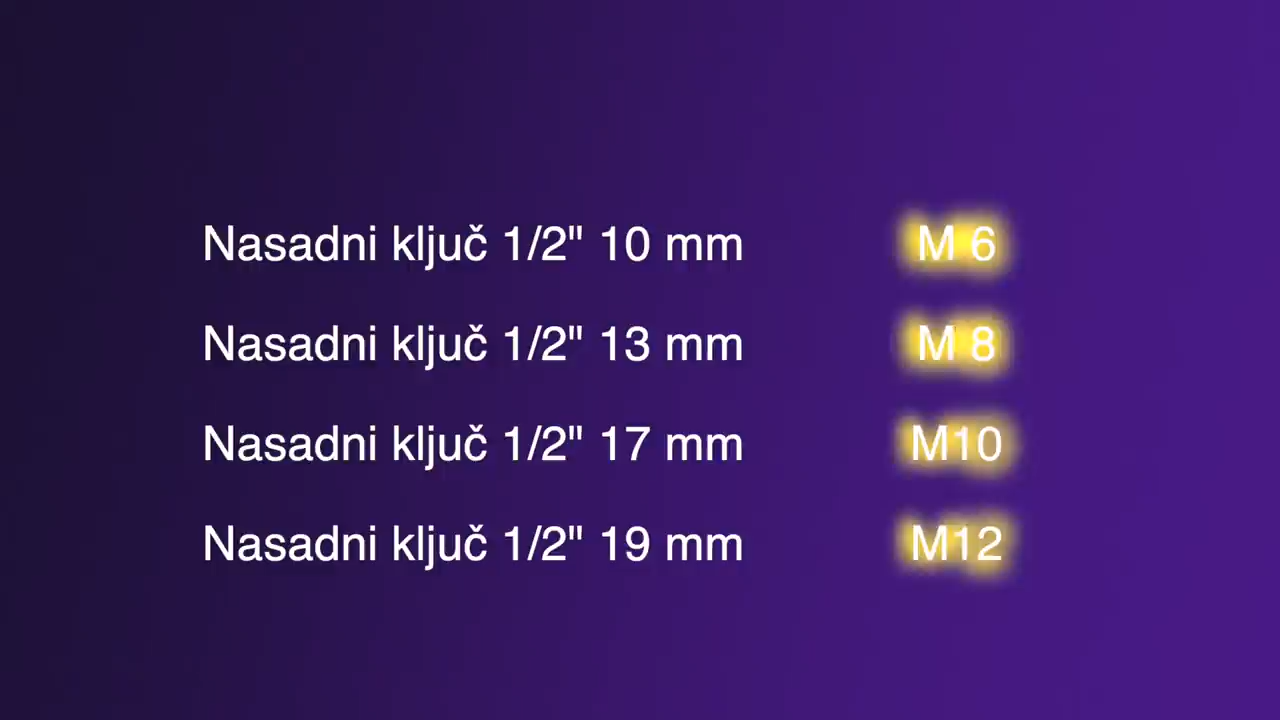 Nasadni ključ 1/2" 10 mm M 6
Nasadni ključ 1/2" 13 mm M 8
Nasadni ključ 1/2" 17 mm M10
Nasadni ključ 1/2" 19 mm M12